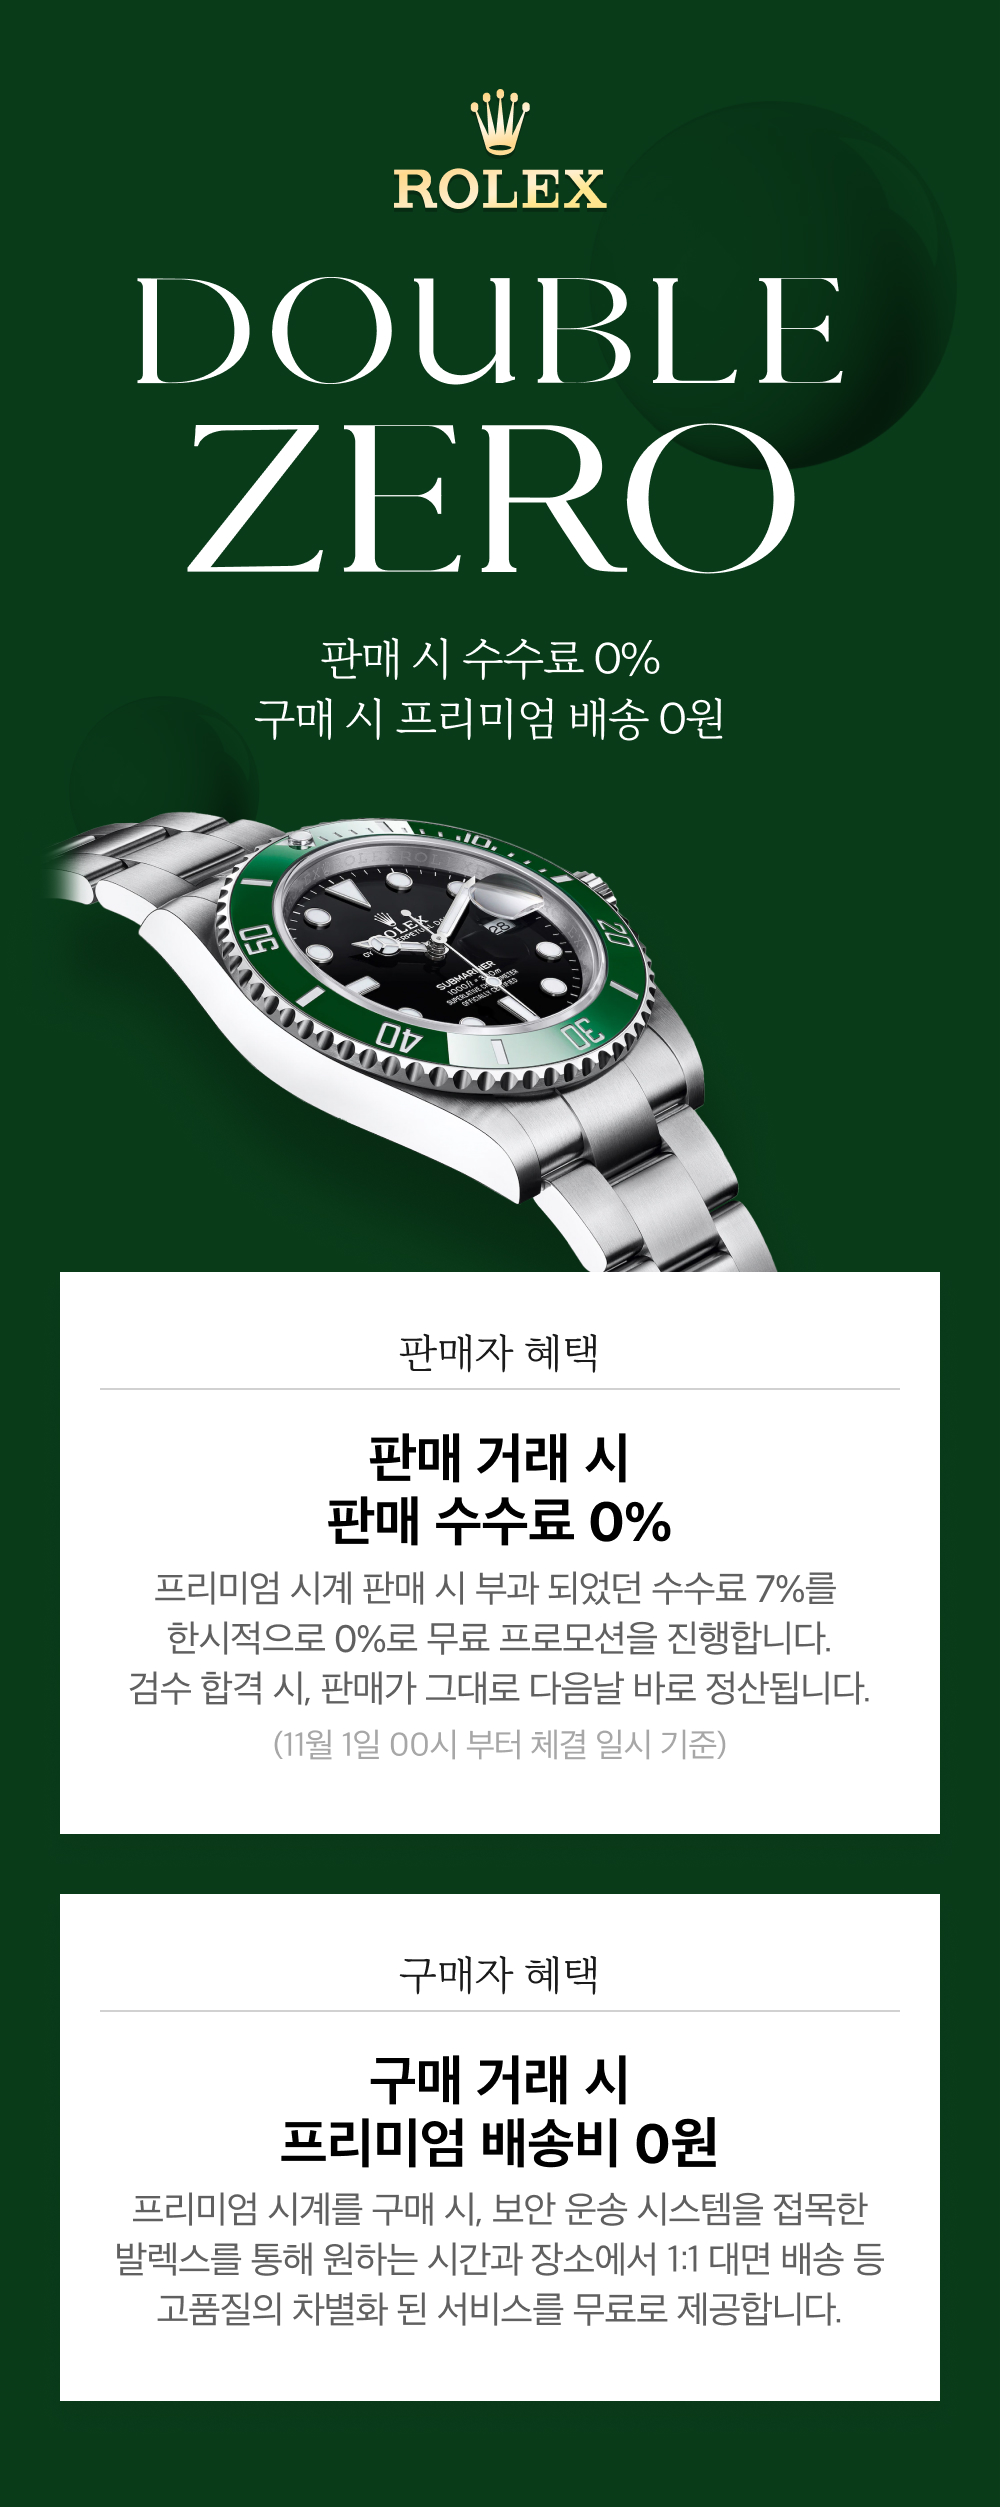 ROLEX
DOUBLE
ZERO
판매 시 수수료 0%
구매 시 프리미엄 배송 0원
20
28
50
SUBMARINER
40
30
판매자 혜택
판매 거래 시
판매 수수료 0%
프리미엄 시계 판매 시 부과 되었던 수수료 7%를
한시적으로 0%로 무료 프로모션을 진행합니다.
검수 합격 시, 판매가 그대로 다음날 바로 정산됩니다.
(11월 1일 00시 부터 체결 일시 기준)
구매자 혜택
구매 거래 시
프리미엄 배송비 0원
프리미엄 시계를 구매 시, 보안 운송 시스템을 접목한
발렉스를 통해 원하는 시간과 장소에서 1:1 대면 배송 등
고품질의 차별화 된 서비스를 무료로 제공합니다.